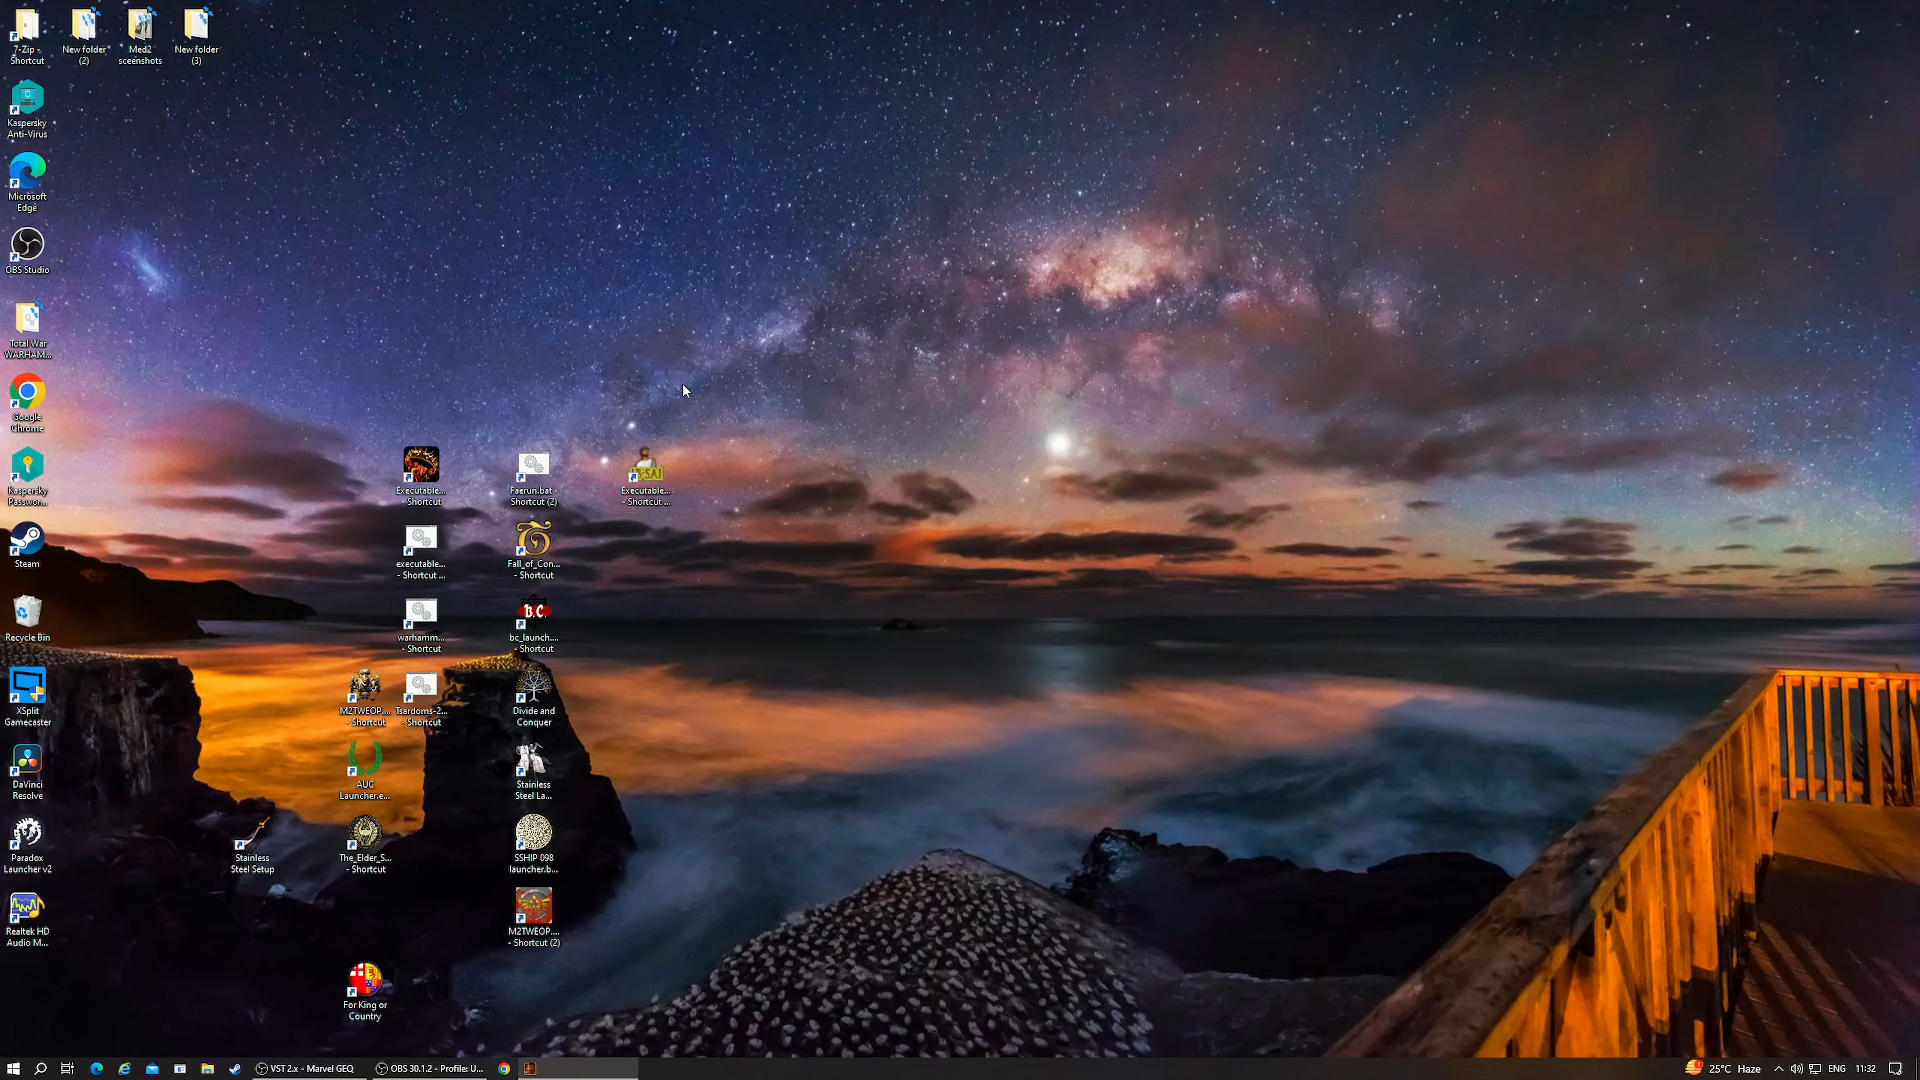 7-Zip -
Shortcut
New folder
(2)
Med2
sceenshots
New folder
(3)
Kaspersky
Anti-Virus
Microsoft
Edge
OBS Studio
Total War
WARHAM...
Google
Chrome
Kaspersky
Passwor...
Steam
Recycle Bin
XSplit
Gamecaster
DaVinci
Resolve
Paradox
Launcher v2
Realtek HD
Audio M...
Stainless
Steel Setup
M2TWEOP....
- Shortcut
AUC
Launcher.e...
The_Elder_S...
- Shortcut
For King or
Country
Executable...
- Shortcut
executable...
- Shortcut ...
warhamm...
- Shortcut
Tsardoms-2...
- Shortcut
Faerun.bat -
Shortcut (2)
Fall_of_Con...
- Shortcut
B.C.
bc_launch....
- Shortcut
Divide and
Conquer
Stainless
Steel La...
SSHIP 098
launcher.b...
M2TWEOP....
- Shortcut (2)
Executable...
- Shortcut ...
VST 2.x - Marvel GEQ
OBS 30.1.2 - Profile: U...
25°C Haze
ENG
11:32